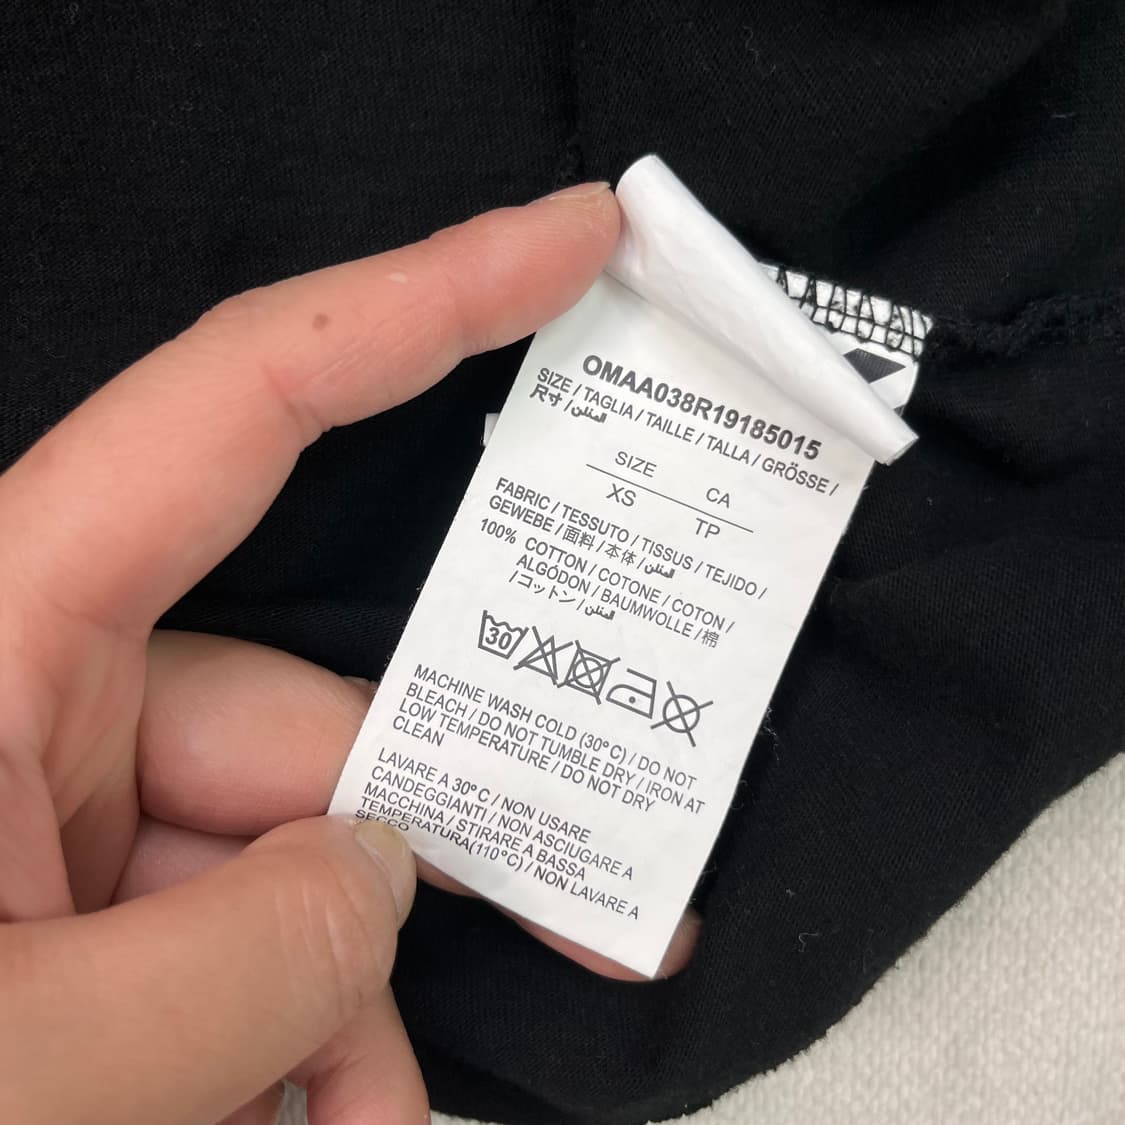 OMAA038R19185015
SIZE / TAGLIA / TAILLE / TALLA / GRÖSSE /
尺寸 /
SIZE CA
XS TP
FABRIC / TESSUTO / TISSUS / TEJIDO /
GEWEBE / 面料 / 本体 /
100% COTTON / COTONE / COTON /
ALGÓDON / BAUMWOLLE / 棉
/ コットン /
30
MACHINE WASH COLD (30°C) / DO NOT
BLEACH / DO NOT TUMBLE DRY / IRON AT
LOW TEMPERATURE / DO NOT DRY
CLEAN
LAVARE A 30°C / NON USARE
CANDEGGIANTI / NON ASCIUGARE A
MACCHINA / STIRARE A BASSA
TEMPERATURA(110°C) / NON LAVARE A
SECCO